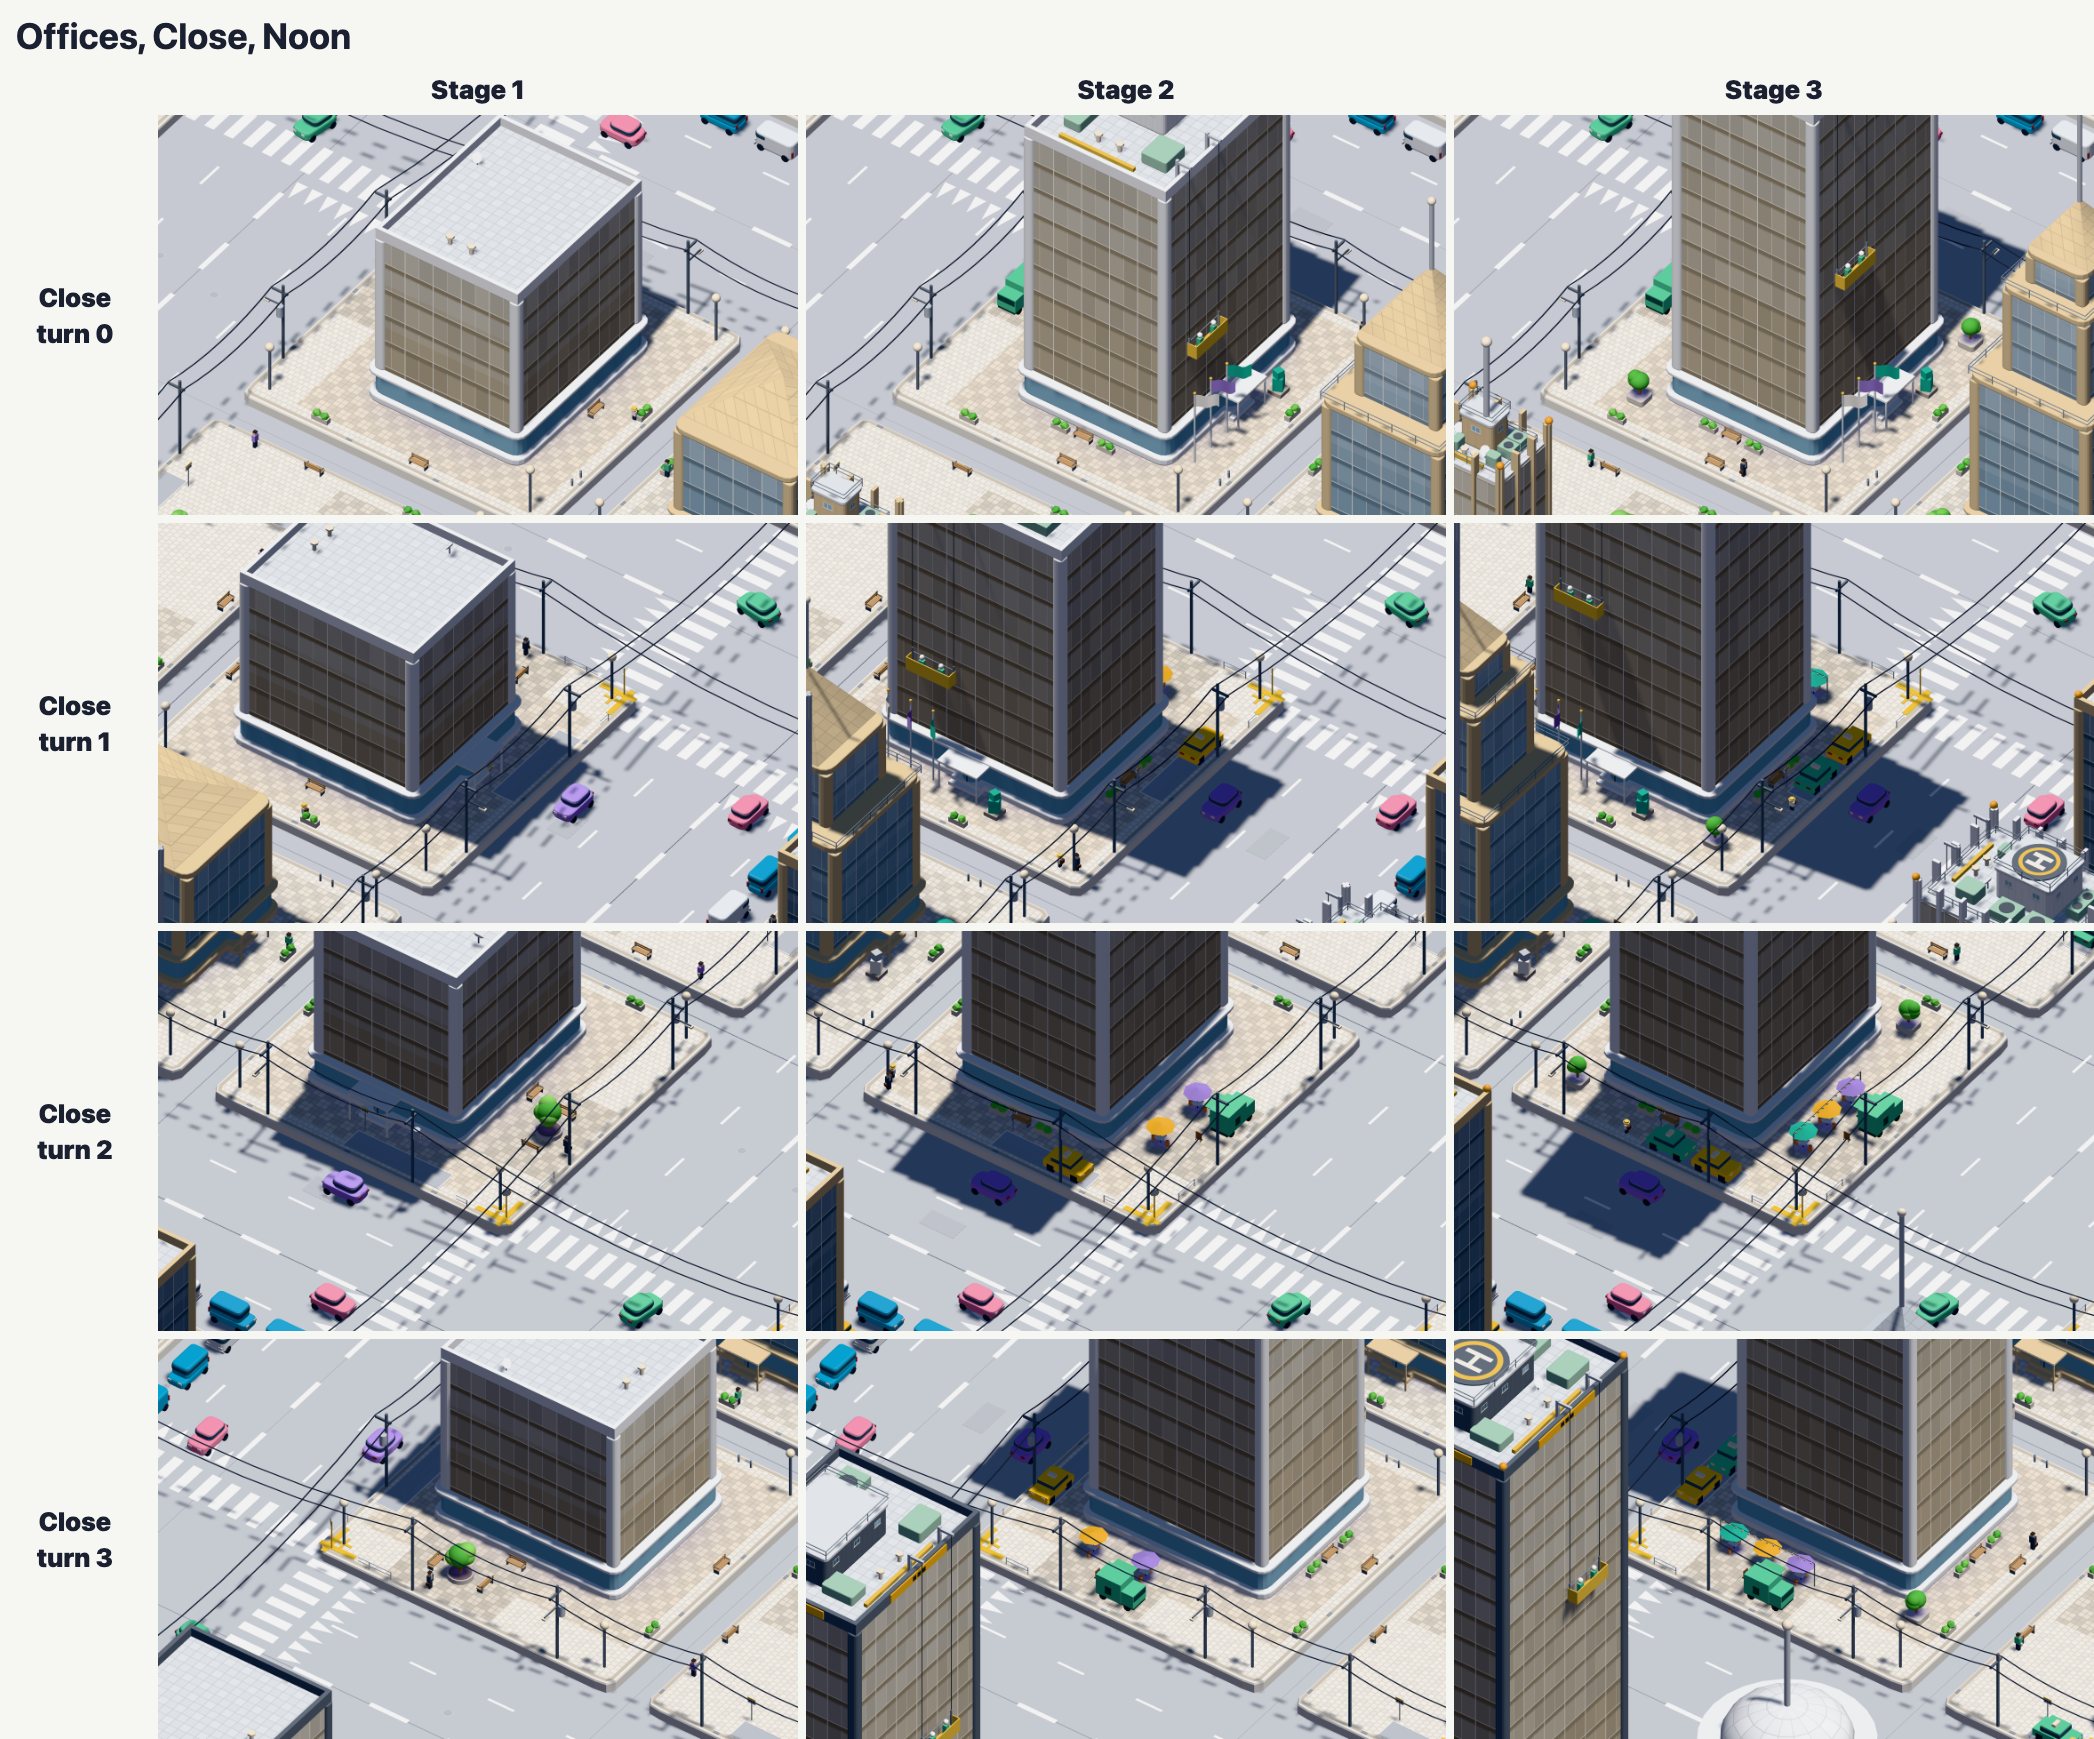 Offices, Close, Noon
Stage 1
Stage 2
Stage 3
Close
turn 0
Close
turn 1
H
Close
turn 2
Close
turn 3
H